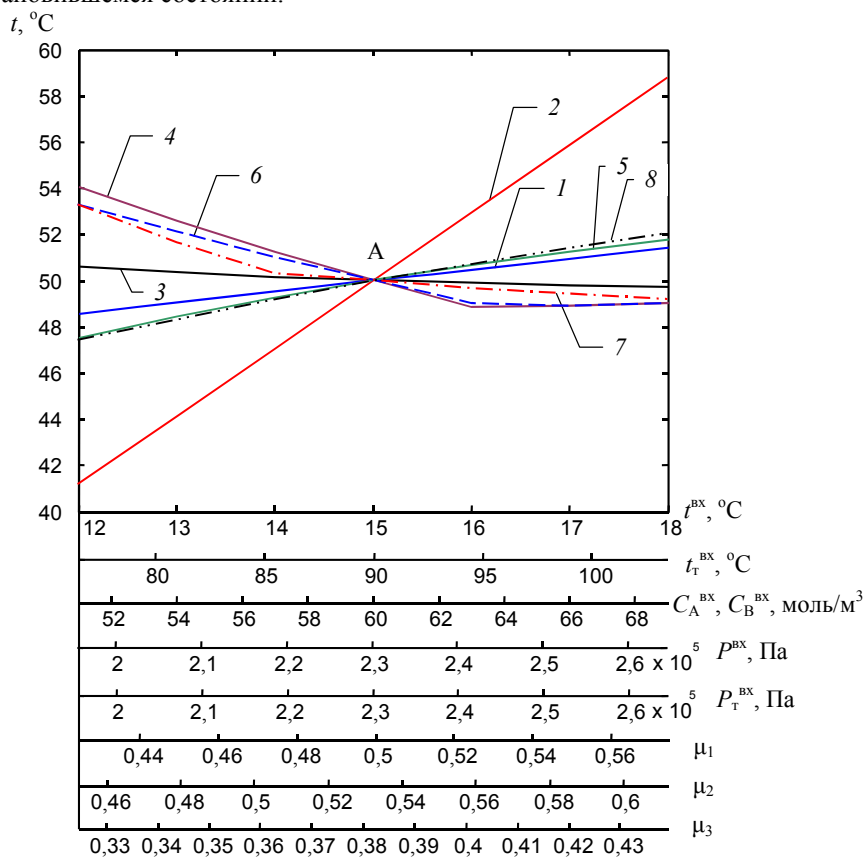 t, °C
60
58
56
54
52
50
48
46
44
42
40
2
4
6
5
8
1
A
3
7
12 13 14 15 16 17 18
t^вх, °C
80 85 90 95 100
t_т^вх, °C
52 54 56 58 60 62 64 66 68
C_A^вх, C_B^вх, моль/м³
2 2,1 2,2 2,3 2,4 2,5 2,6 x 10⁵ P^вх, Па
2 2,1 2,2 2,3 2,4 2,5 2,6 x 10⁵ P_т^вх, Па
0,44 0,46 0,48 0,5 0,52 0,54 0,56
μ₁
0,46 0,48 0,5 0,52 0,54 0,56 0,58 0,6
μ₂
0,33 0,34 0,35 0,36 0,37 0,38 0,39 0,4 0,41 0,42 0,43
μ₃